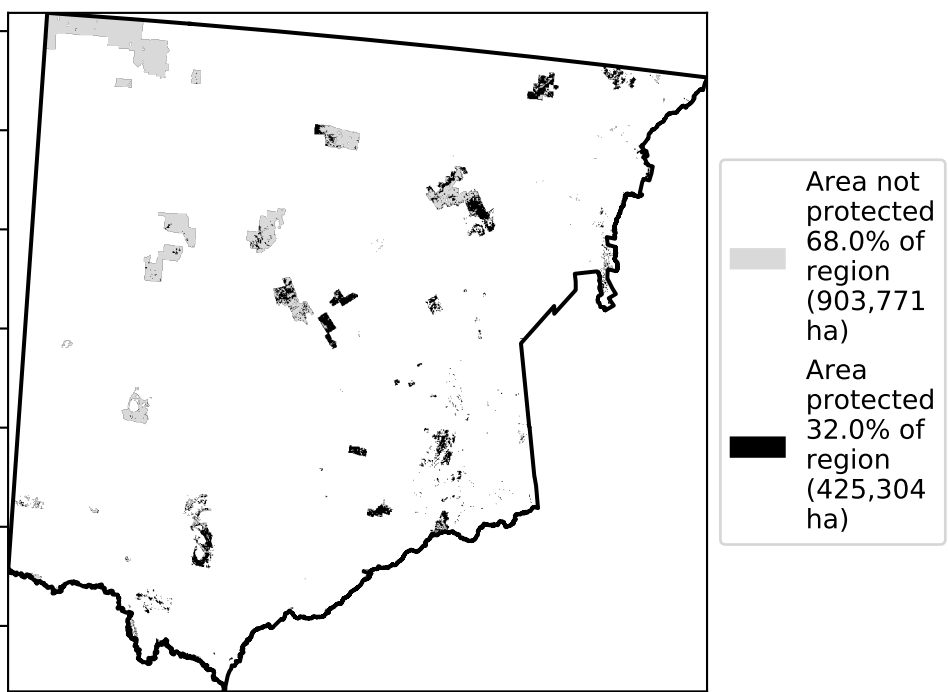 Area not
protected
68.0% of
region
(903,771
ha)
Area
protected
32.0% of
region
(425,304
ha)